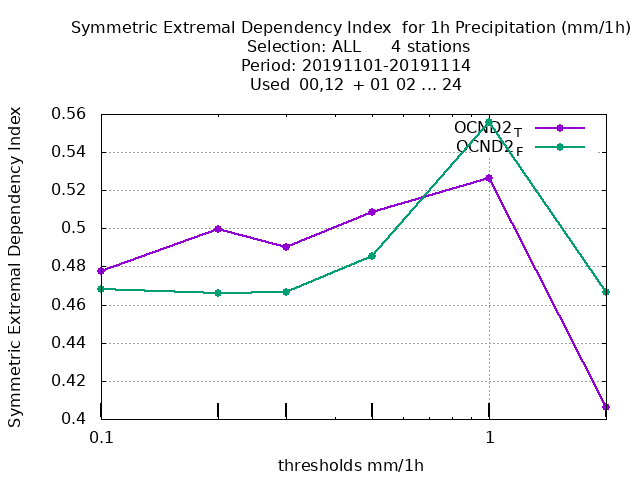 Symmetric Extremal Dependency Index for 1h Precipitation (mm/1h)
Selection: ALL 4 stations
Period: 20191101-20191114
Used 00,12 + 01 02 ... 24
Symmetric Extremal Dependency Index
0.56
0.54
0.52
0.5
0.48
0.46
0.44
0.42
0.4
OCND2T
OCND2F
0.1
1
thresholds mm/1h